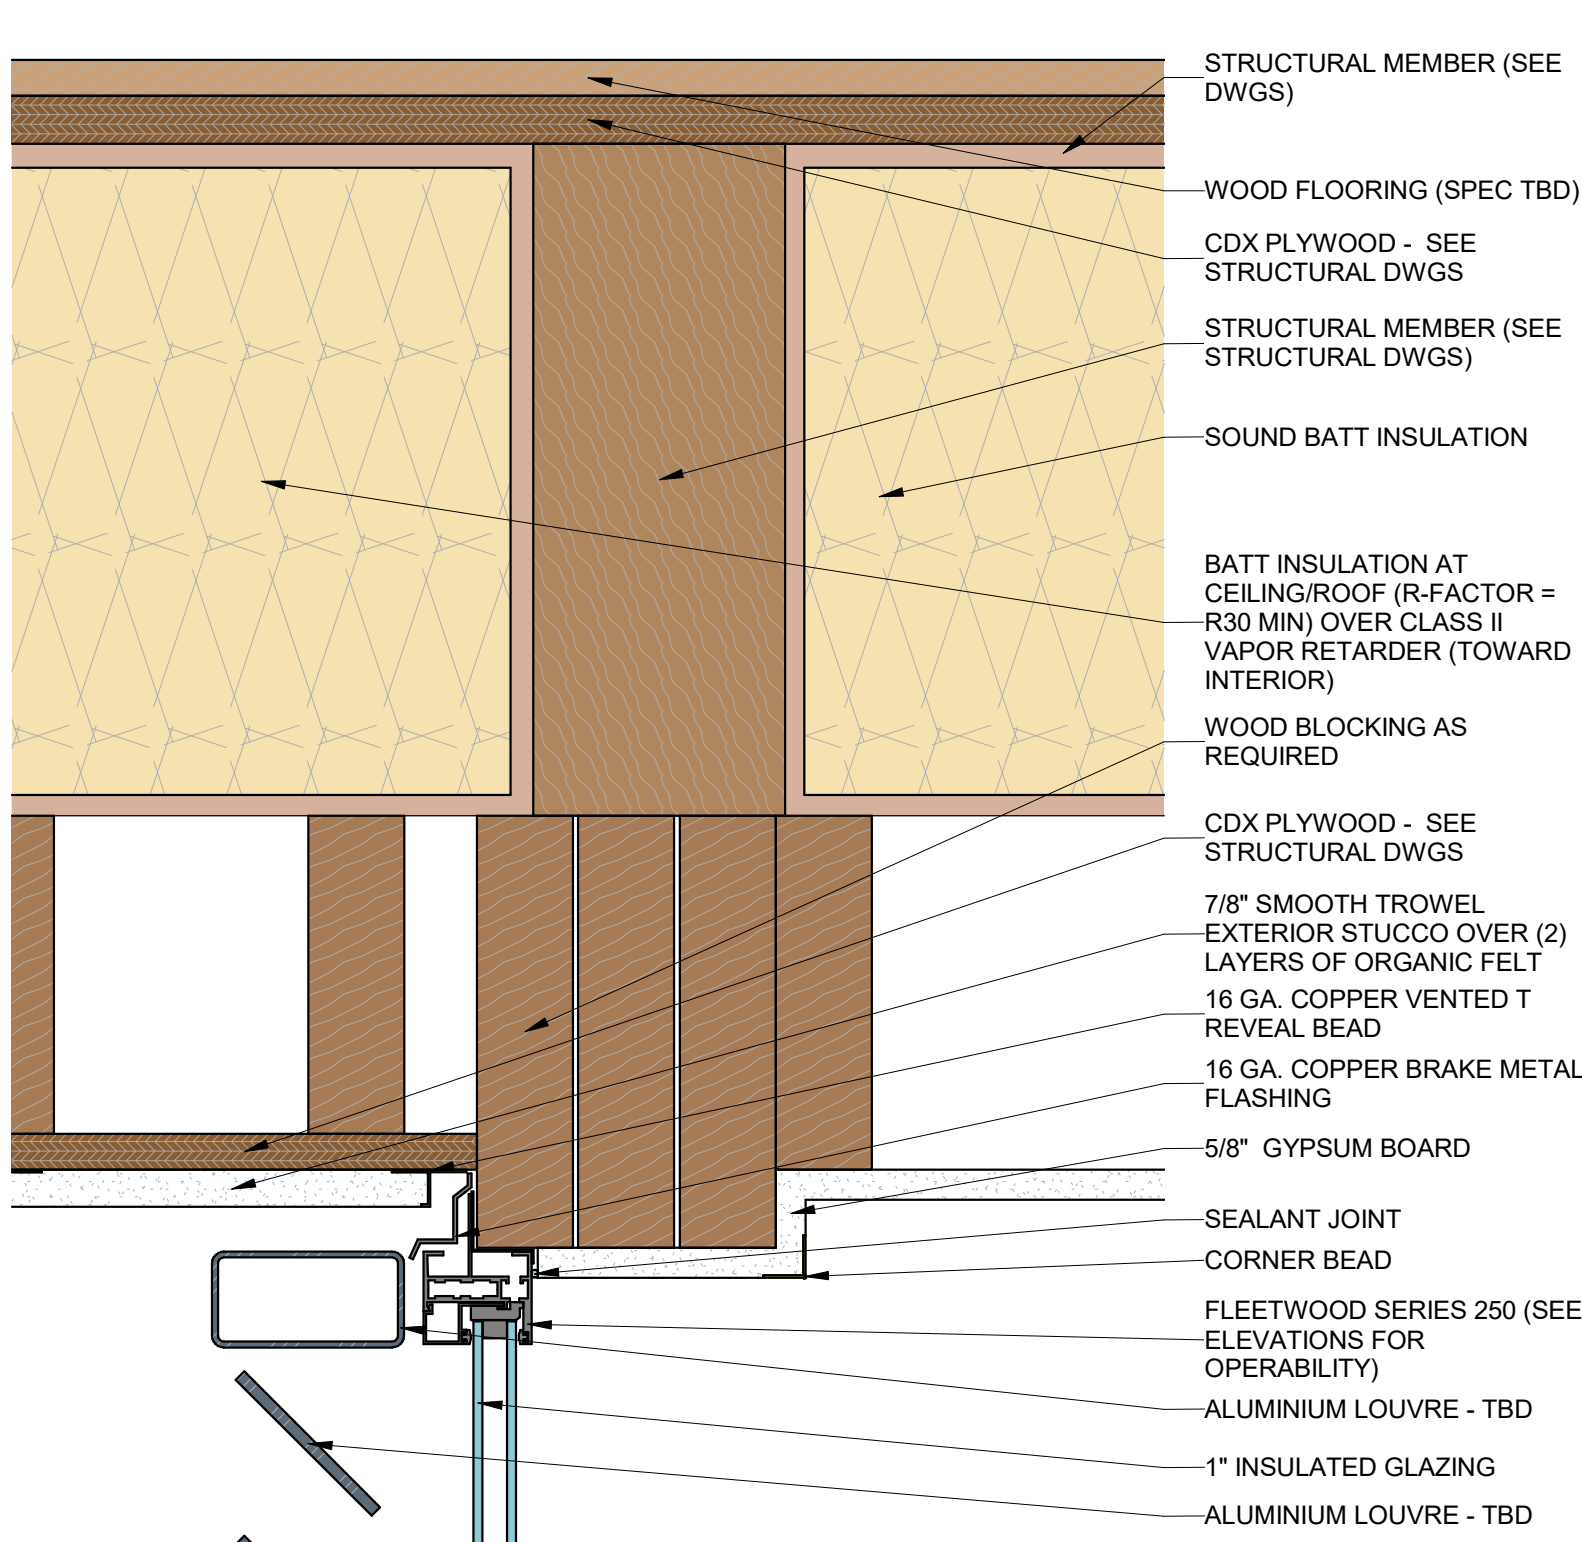 STRUCTURAL MEMBER (SEE
DWGS)
WOOD FLOORING (SPEC TBD)
CDX PLYWOOD - SEE
STRUCTURAL DWGS
STRUCTURAL MEMBER (SEE
STRUCTURAL DWGS)
SOUND BATT INSULATION
BATT INSULATION AT
CEILING/ROOF (R-FACTOR =
R30 MIN) OVER CLASS II
VAPOR RETARDER (TOWARD
INTERIOR)
WOOD BLOCKING AS
REQUIRED
CDX PLYWOOD - SEE
STRUCTURAL DWGS
7/8" SMOOTH TROWEL
EXTERIOR STUCCO OVER (2)
LAYERS OF ORGANIC FELT
16 GA. COPPER VENTED T
REVEAL BEAD
16 GA. COPPER BRAKE METAL
FLASHING
5/8" GYPSUM BOARD
SEALANT JOINT
CORNER BEAD
FLEETWOOD SERIES 250 (SEE
ELEVATIONS FOR
OPERABILITY)
ALUMINIUM LOUVRE - TBD
1" INSULATED GLAZING
ALUMINIUM LOUVRE - TBD